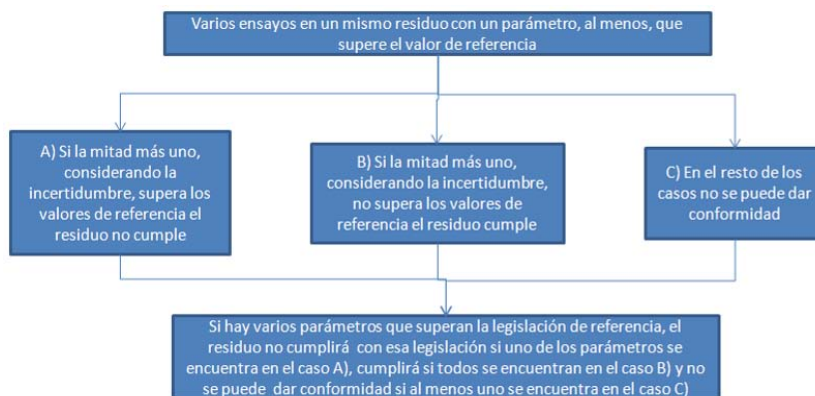 Varios ensayos en un mismo residuo con un parámetro, al menos, que
supere el valor de referencia
A) Si la mitad más uno,
considerando la
incertidumbre, supera los
valores de referencia el
residuo no cumple
B) Si la mitad más uno,
considerando la incertidumbre,
no supera los valores de
referencia el residuo cumple
C) En el resto de los
casos no se puede dar
conformidad
Si hay varios parámetros que superan la legislación de referencia, el
residuo no cumplirá con esa legislación si uno de los parámetros se
encuentra en el caso A), cumplirá si todos se encuentran en el caso B) y no
se puede dar conformidad si al menos uno se encuentra en el caso C)